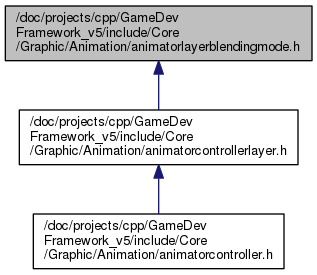 /doc/projects/cpp/GameDev
Framework_v5/include/Core
/Graphic/Animation/animatorlayerblendingmode.h
/doc/projects/cpp/GameDev
Framework_v5/include/Core
/Graphic/Animation/animatorcontrollerlayer.h
/doc/projects/cpp/GameDev
Framework_v5/include/Core
/Graphic/Animation/animatorcontroller.h